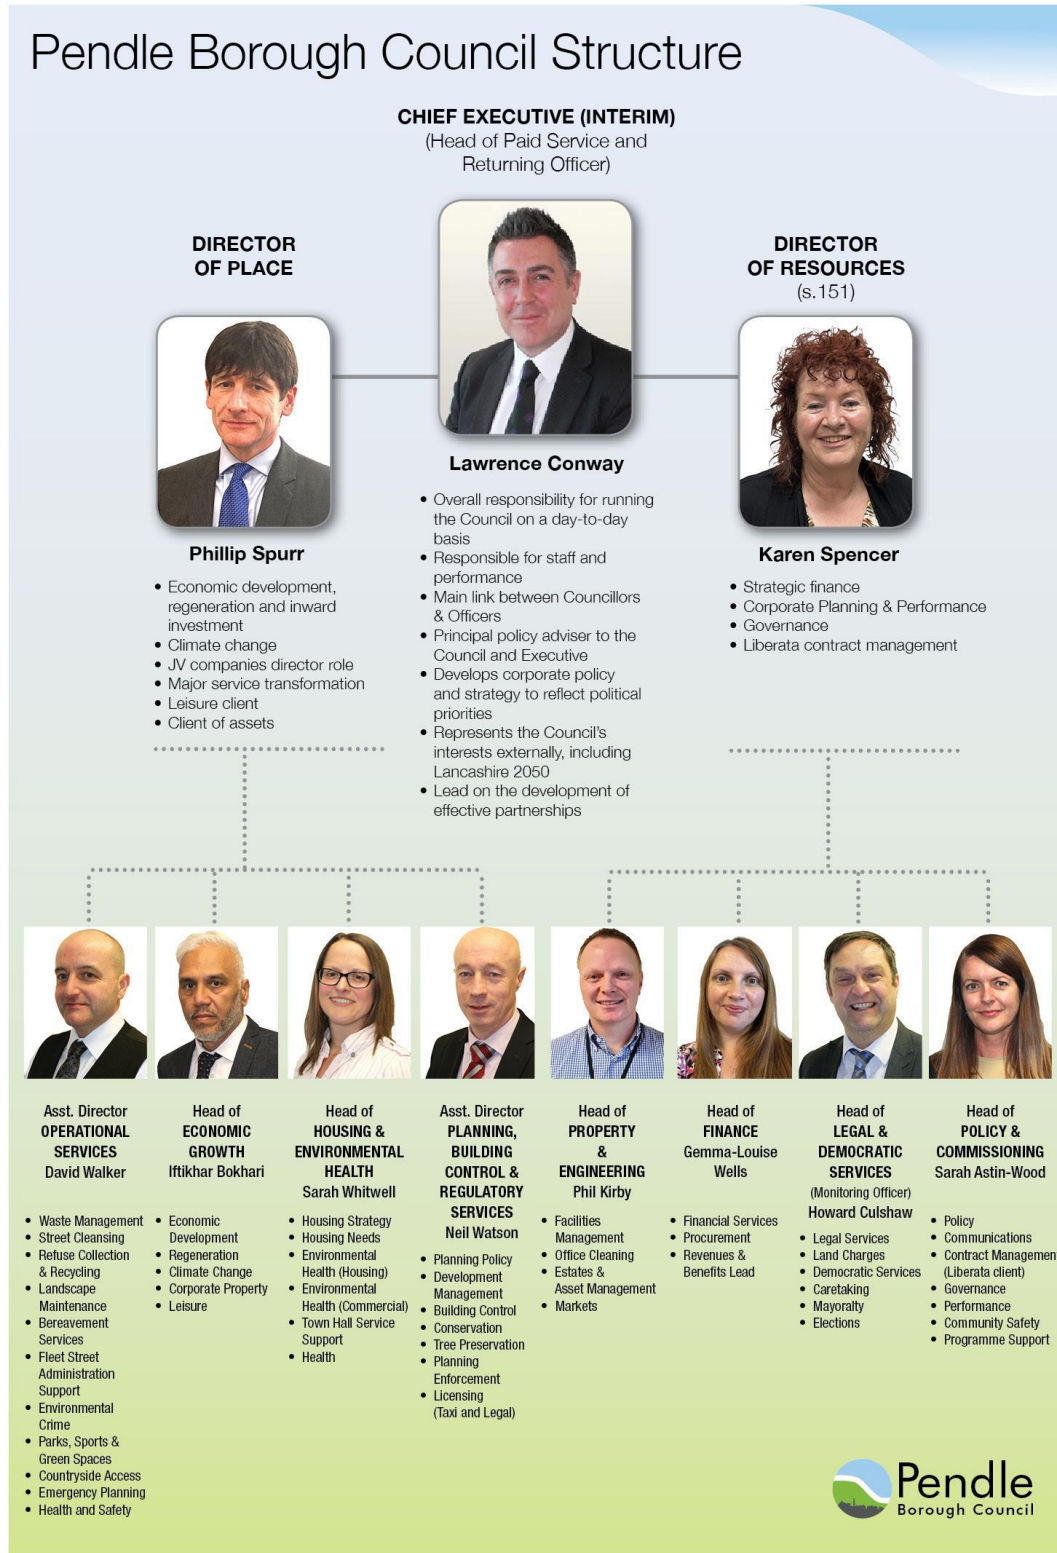 Pendle Borough Council Structure
CHIEF EXECUTIVE (INTERIM)
(Head of Paid Service and
Returning Officer)
DIRECTOR
OF PLACE
DIRECTOR
OF RESOURCES
(s.151)
Lawrence Conway
• Overall responsibility for running
the Council on a day-to-day
basis
• Responsible for staff and
performance
• Main link between Councillors
& Officers
• Principal policy adviser to the
Council and Executive
• Develops corporate policy
and strategy to reflect political
priorities
• Represents the Council's
interests externally, including
Lancashire 2050
• Lead on the development of
effective partnerships
Phillip Spurr
• Economic development,
regeneration and inward
investment
• Climate change
• JV companies director role
• Major service transformation
• Leisure client
• Client of assets
Karen Spencer
• Strategic finance
• Corporate Planning & Performance
• Governance
• Liberata contract management
Asst. Director
OPERATIONAL
SERVICES
David Walker
• Waste Management
• Street Cleansing
• Refuse Collection
& Recycling
• Landscape
Maintenance
• Bereavement
Services
• Fleet Street
Administration
Support
• Environmental
Crime
• Parks, Sports &
Green Spaces
• Countryside Access
• Emergency Planning
• Health and Safety
Head of
ECONOMIC
GROWTH
Iftikhar Bokhari
• Economic
Development
• Regeneration
• Climate Change
• Corporate Property
• Leisure
Head of
HOUSING &
ENVIRONMENTAL
HEALTH
Sarah Whitwell
• Housing Strategy
• Housing Needs
• Environmental
Health (Housing)
• Environmental
Health (Commercial)
• Town Hall Service
Support
• Health
Asst. Director
PLANNING,
BUILDING
CONTROL &
REGULATORY
SERVICES
Neil Watson
• Planning Policy
• Development
Management
• Building Control
• Conservation
• Tree Preservation
• Planning
Enforcement
• Licensing
(Taxi and Legal)
Head of
PROPERTY
&
ENGINEERING
Phil Kirby
• Facilities
Management
• Office Cleaning
• Estates &
Asset Management
• Markets
Head of
FINANCE
Gemma-Louise
Wells
• Financial Services
• Procurement
• Revenues &
Benefits Lead
Head of
LEGAL &
DEMOCRATIC
SERVICES
(Monitoring Officer)
Howard Culshaw
• Legal Services
• Land Charges
• Democratic Services
• Caretaking
• Mayoralty
• Elections
Head of
POLICY &
COMMISSIONING
Sarah Astin-Wood
• Policy
• Communications
• Contract Management
(Liberata client)
• Governance
• Performance
• Community Safety
• Programme Support
Pendle
Borough Council